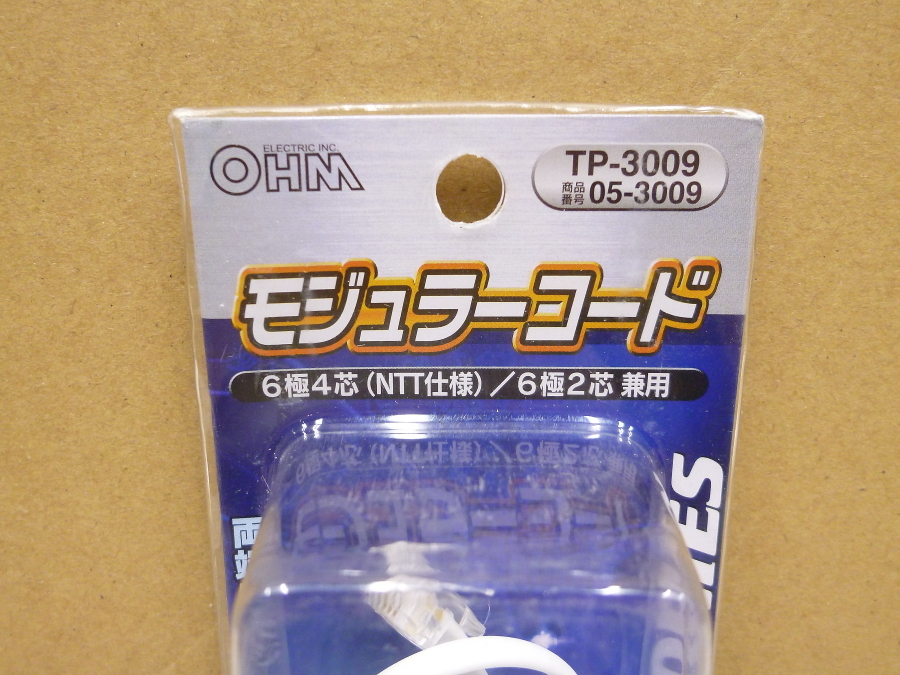 ELECTRIC INC.
OHM
TP-3009
商品番号 05-3009
モジュラーコード
6極4芯(NTT仕様)/6極2芯 兼用
両